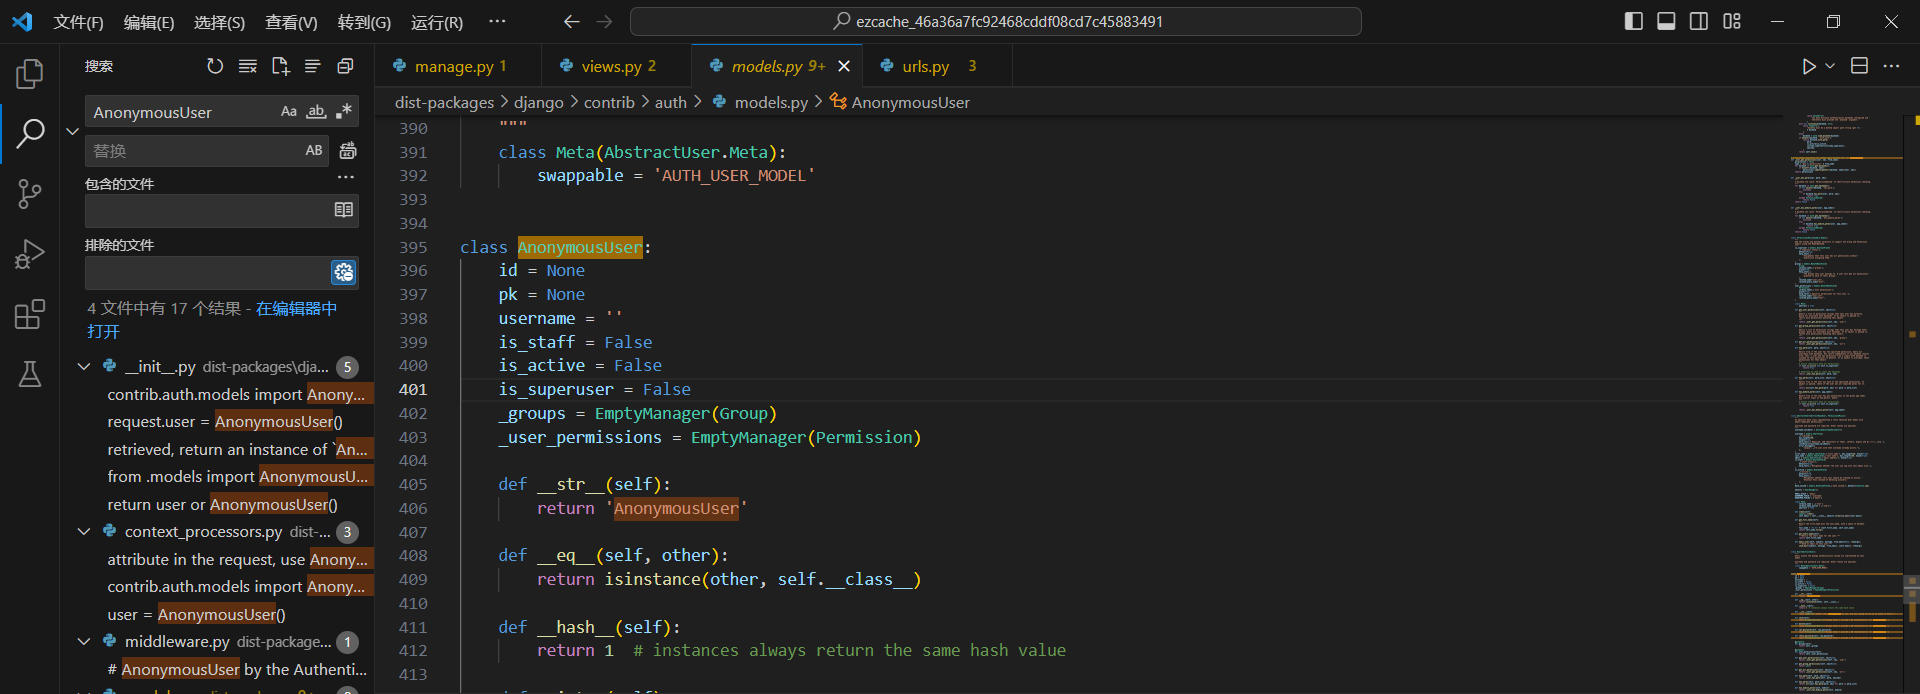 文件(F) 编辑(E) 选择(S) 查看(V) 转到(G) 运行(R) ··· ezcache_46a36a7fc92468cddf08cd7c45883491
搜索
manage.py 1
views.py 2
models.py 9+
urls.py 3
dist-packages > django > contrib > auth > models.py > AnonymousUser
AnonymousUser Aa ab
替换 AB
包含的文件
排除的文件
4 文件中有 17 个结果 - 在编辑器中
打开
__init__.py dist-packages\dja... 5
contrib.auth.models import Anony...
request.user = AnonymousUser()
retrieved, return an instance of `An...
from .models import AnonymousU...
return user or AnonymousUser()
context_processors.py dist-... 3
attribute in the request, use Anony...
contrib.auth.models import Anony...
user = AnonymousUser()
middleware.py dist-package... 1
# AnonymousUser by the Authenti...
390 """
391 class Meta(AbstractUser.Meta):
392 swappable = 'AUTH_USER_MODEL'
393
394
395 class AnonymousUser:
396 id = None
397 pk = None
398 username = ''
399 is_staff = False
400 is_active = False
401 is_superuser = False
402 _groups = EmptyManager(Group)
403 _user_permissions = EmptyManager(Permission)
404
405 def __str__(self):
406 return 'AnonymousUser'
407
408 def __eq__(self, other):
409 return isinstance(other, self.__class__)
410
411 def __hash__(self):
412 return 1 # instances always return the same hash value
413